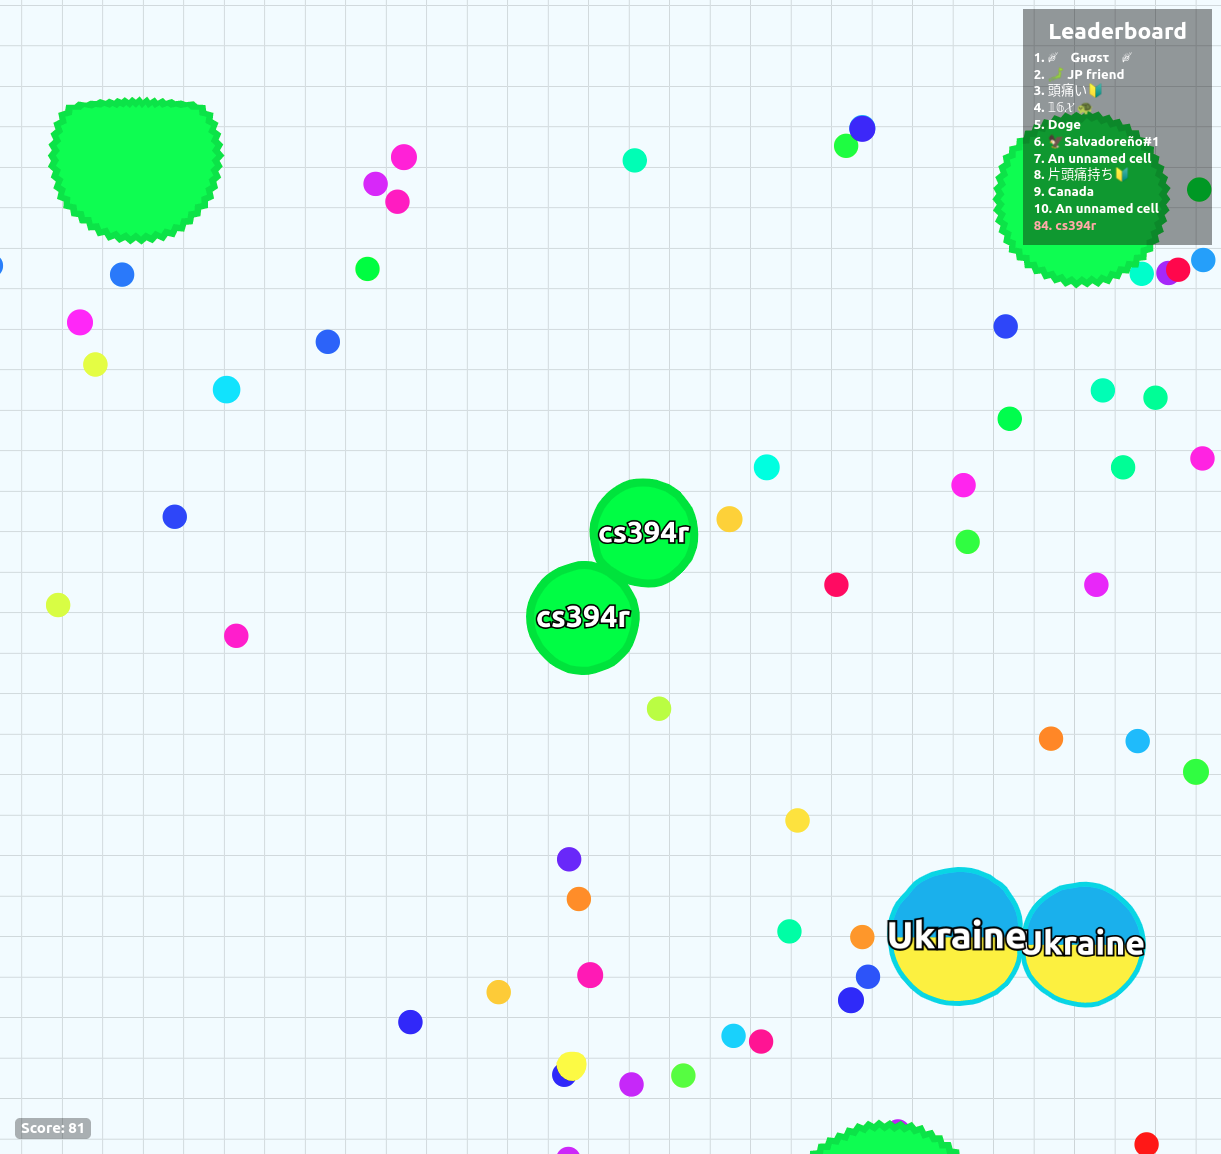 Leaderboard
1. Gʜσsτ
2. JP friend
3. 頭痛い🔰
4. 𝟙𝟞𝒳 🐢
5. Doge
6. 🦅Salvadoreño#1
7. An unnamed cell
8. 片頭痛持ち🔰
9. Canada
10. An unnamed cell
84. cs394r
cs394r
cs394r
Ukraine
Ukraine
Score: 81